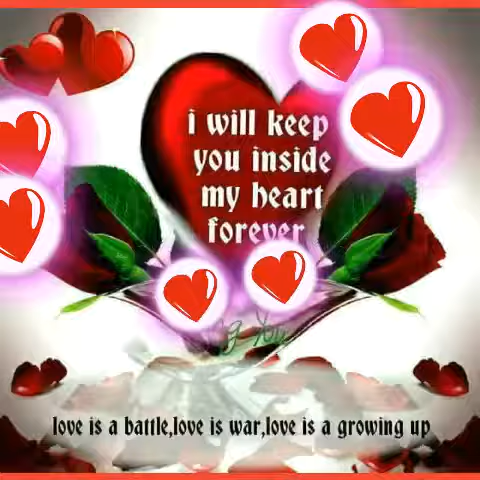 i will keep
you inside
my heart
forever
love is a battle,love is war,love is a growing up